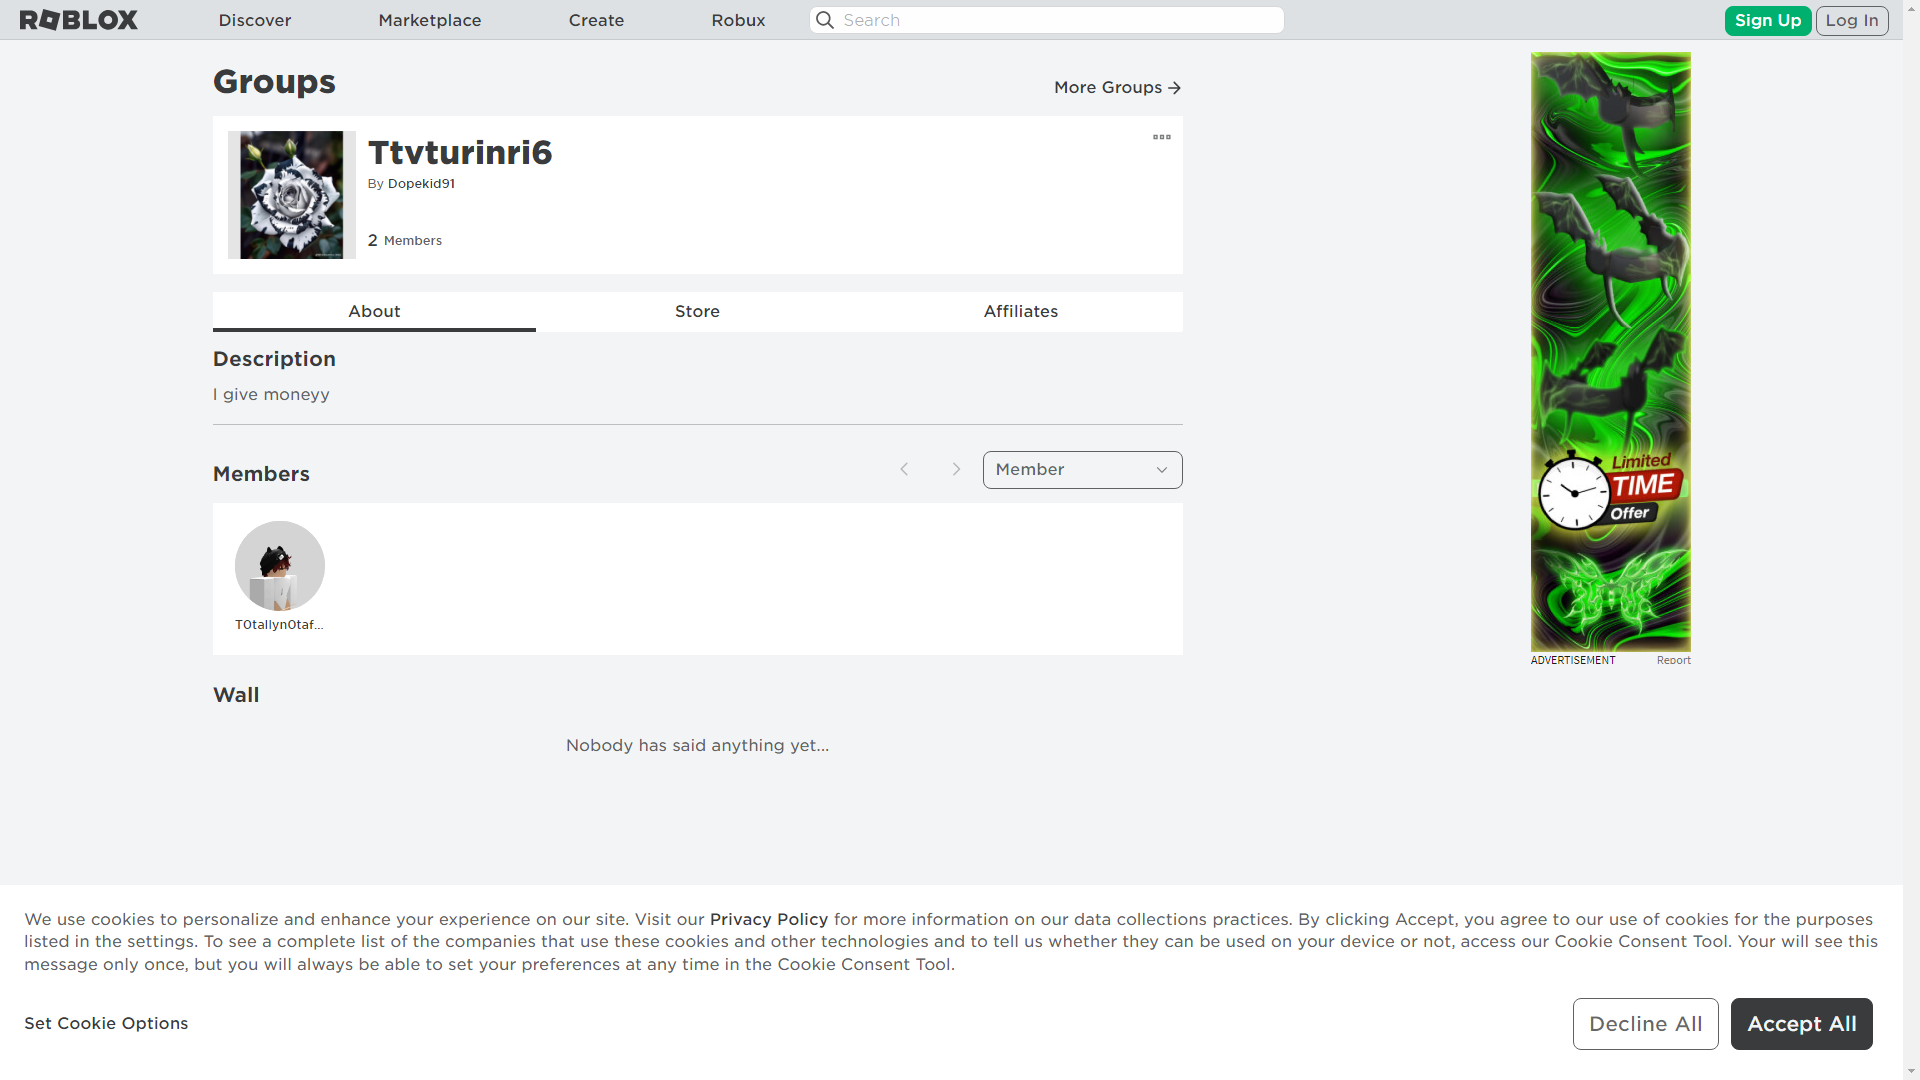 ROBLOX
Discover
Marketplace
Create
Robux
Search
Sign Up
Log In
Groups
More Groups
Ttvturinri6
By Dopekid91
2 Members
About
Store
Affiliates
Description
I give moneyy
Members
Member
T0tallyn0taf...
Wall
Nobody has said anything yet...
Limited
TIME
Offer
ADVERTISEMENT
Report
We use cookies to personalize and enhance your experience on our site. Visit our Privacy Policy for more information on our data collections practices. By clicking Accept, you agree to our use of cookies for the purposes
listed in the settings. To see a complete list of the companies that use these cookies and other technologies and to tell us whether they can be used on your device or not, access our Cookie Consent Tool. Your will see this
message only once, but you will always be able to set your preferences at any time in the Cookie Consent Tool.
Set Cookie Options
Decline All
Accept All